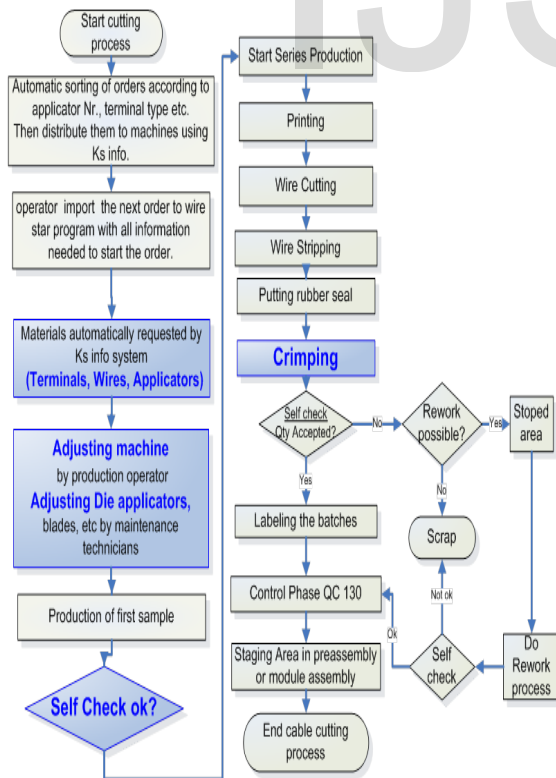 Start cutting
process
Automatic sorting of orders according to
applicator Nr., terminal type etc.
Then distribute them to machines using
Ks info.
operator import the next order to wire
star program with all information
needed to start the order.
Materials automatically requested by
Ks info system
(Terminals, Wires, Applicators)
Adjusting machine
by production operator
Adjusting Die applicators,
blades, etc by maintenance
technicians
Production of first sample
Self Check ok?
Start Series Production
Printing
Wire Cutting
Wire Stripping
Putting rubber seal
Crimping
Self check
Qty Accepted?
No
Rework
possible?
Yes
Stoped
area
Yes
No
Labeling the batches
Scrap
Control Phase QC 130
Not ok
Ok
Self
check
Do
Rework
process
Staging Area in preassembly
or module assembly
End cable cutting
process